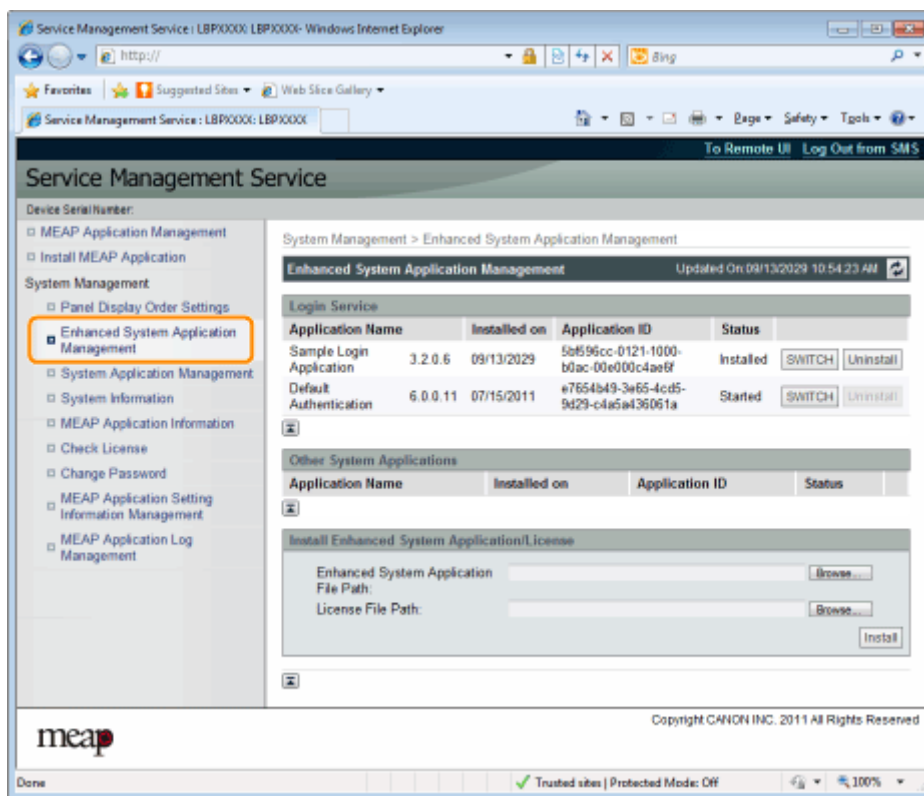 Service Management Service : LBPXXXX: LBPXXXX- Windows Internet Explorer
http://
Bing
Favorites Suggested Sites Web Slice Gallery
Service Management Service : LBPXXXX: LBPXXXX
Page Safety Tools
To Remote UI Log Out from SMS
Service Management Service
Device Serial Number:
MEAP Application Management
Install MEAP Application
System Management
Panel Display Order Settings
Enhanced System Application
Management
System Application Management
System Information
MEAP Application Information
Check License
Change Password
MEAP Application Setting
Information Management
MEAP Application Log
Management
System Management > Enhanced System Application Management
Enhanced System Application Management Updated On:09/13/2029 10:54:23 AM
Login Service
Application Name Installed on Application ID Status
Sample Login
Application 3.2.0.6 09/13/2029 5bf596cc-0121-1000-
b0ac-00e000c4ae6f Installed SWITCH Uninstall
Default
Authentication 6.0.0.11 07/15/2011 e7654b49-3e65-4cd5-
9d29-c4a5a436061a Started SWITCH Uninstall
Other System Applications
Application Name Installed on Application ID Status
Install Enhanced System Application/License
Enhanced System Application
File Path: Browse...
License File Path: Browse...
Install
meap
Copyright CANON INC. 2011 All Rights Reserved
Done Trusted sites | Protected Mode: Off 100%